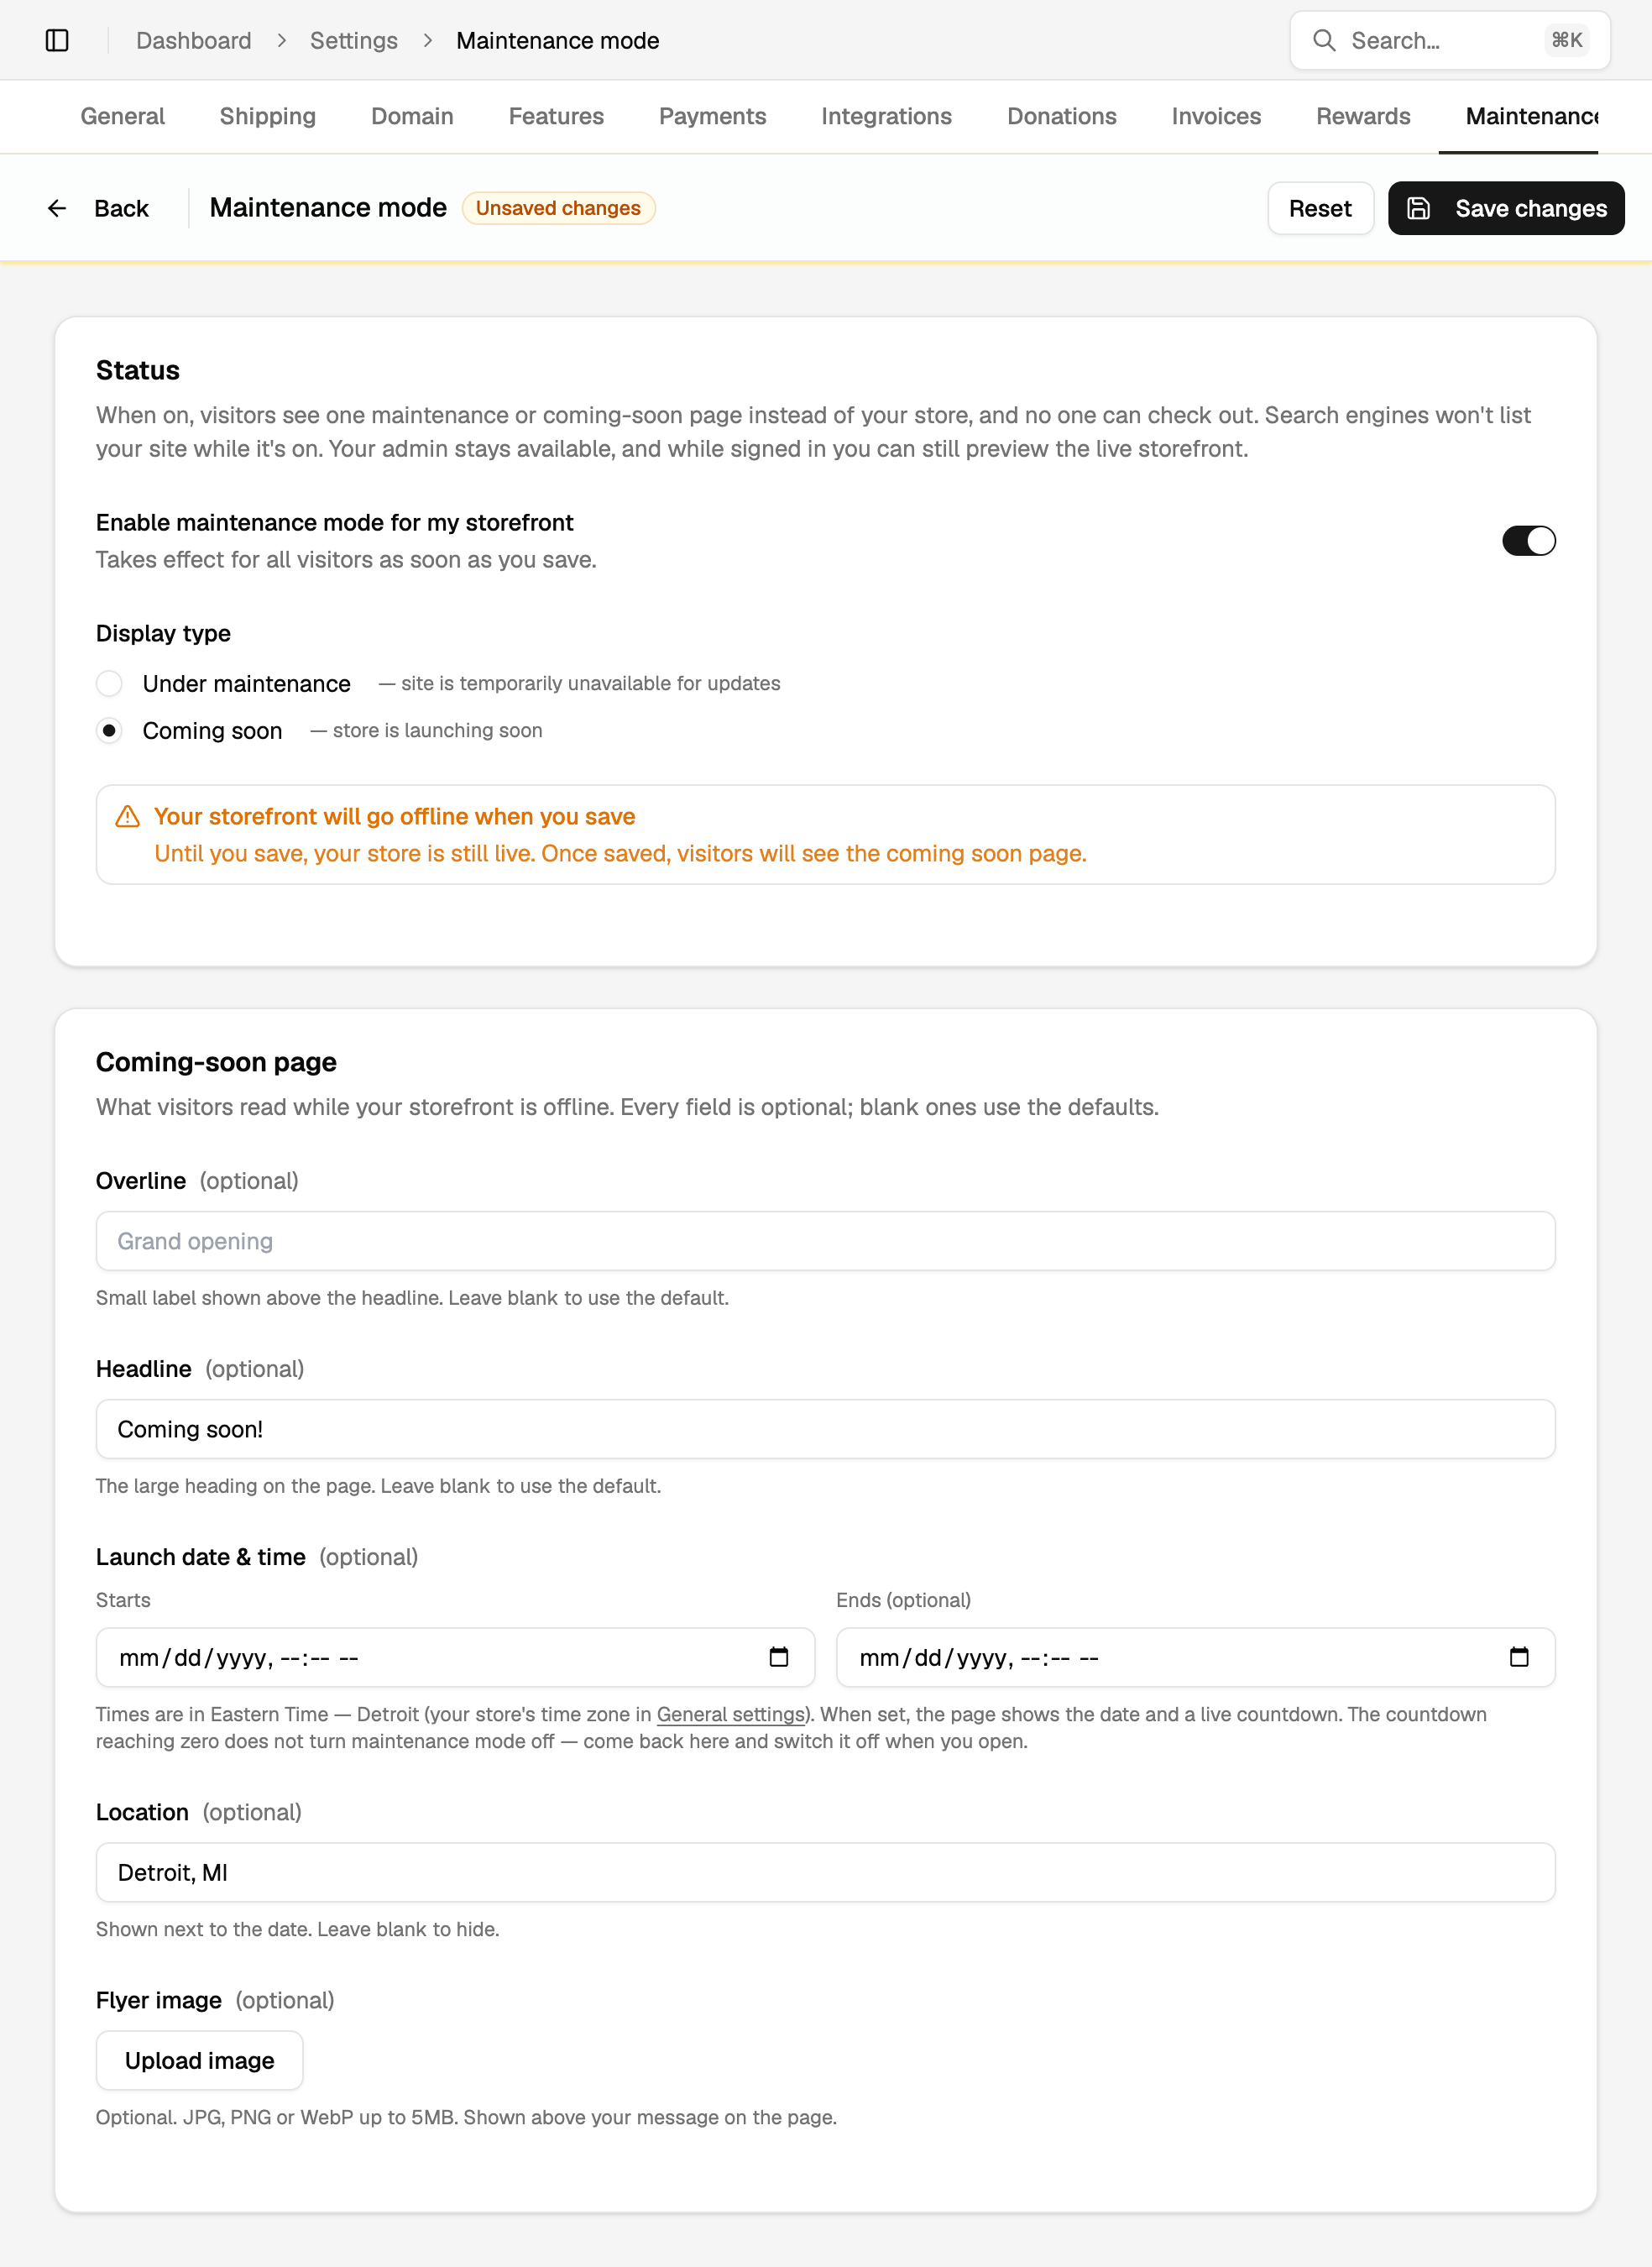 Dashboard > Settings > Maintenance mode
Search... ⌘K
General Shipping Domain Features Payments Integrations Donations Invoices Rewards Maintenance
Back Maintenance mode Unsaved changes Reset Save changes
Status
When on, visitors see one maintenance or coming-soon page instead of your store, and no one can check out. Search engines won't list
your site while it's on. Your admin stays available, and while signed in you can still preview the live storefront.
Enable maintenance mode for my storefront
Takes effect for all visitors as soon as you save.
Display type
Under maintenance — site is temporarily unavailable for updates
Coming soon — store is launching soon
Your storefront will go offline when you save
Until you save, your store is still live. Once saved, visitors will see the coming soon page.
Coming-soon page
What visitors read while your storefront is offline. Every field is optional; blank ones use the defaults.
Overline (optional)
Grand opening
Small label shown above the headline. Leave blank to use the default.
Headline (optional)
Coming soon!
The large heading on the page. Leave blank to use the default.
Launch date & time (optional)
Starts
Ends (optional)
mm/dd/yyyy, --:-- --
mm/dd/yyyy, --:-- --
Times are in Eastern Time — Detroit (your store's time zone in General settings). When set, the page shows the date and a live countdown. The countdown
reaching zero does not turn maintenance mode off — come back here and switch it off when you open.
Location (optional)
Detroit, MI
Shown next to the date. Leave blank to hide.
Flyer image (optional)
Upload image
Optional. JPG, PNG or WebP up to 5MB. Shown above your message on the page.